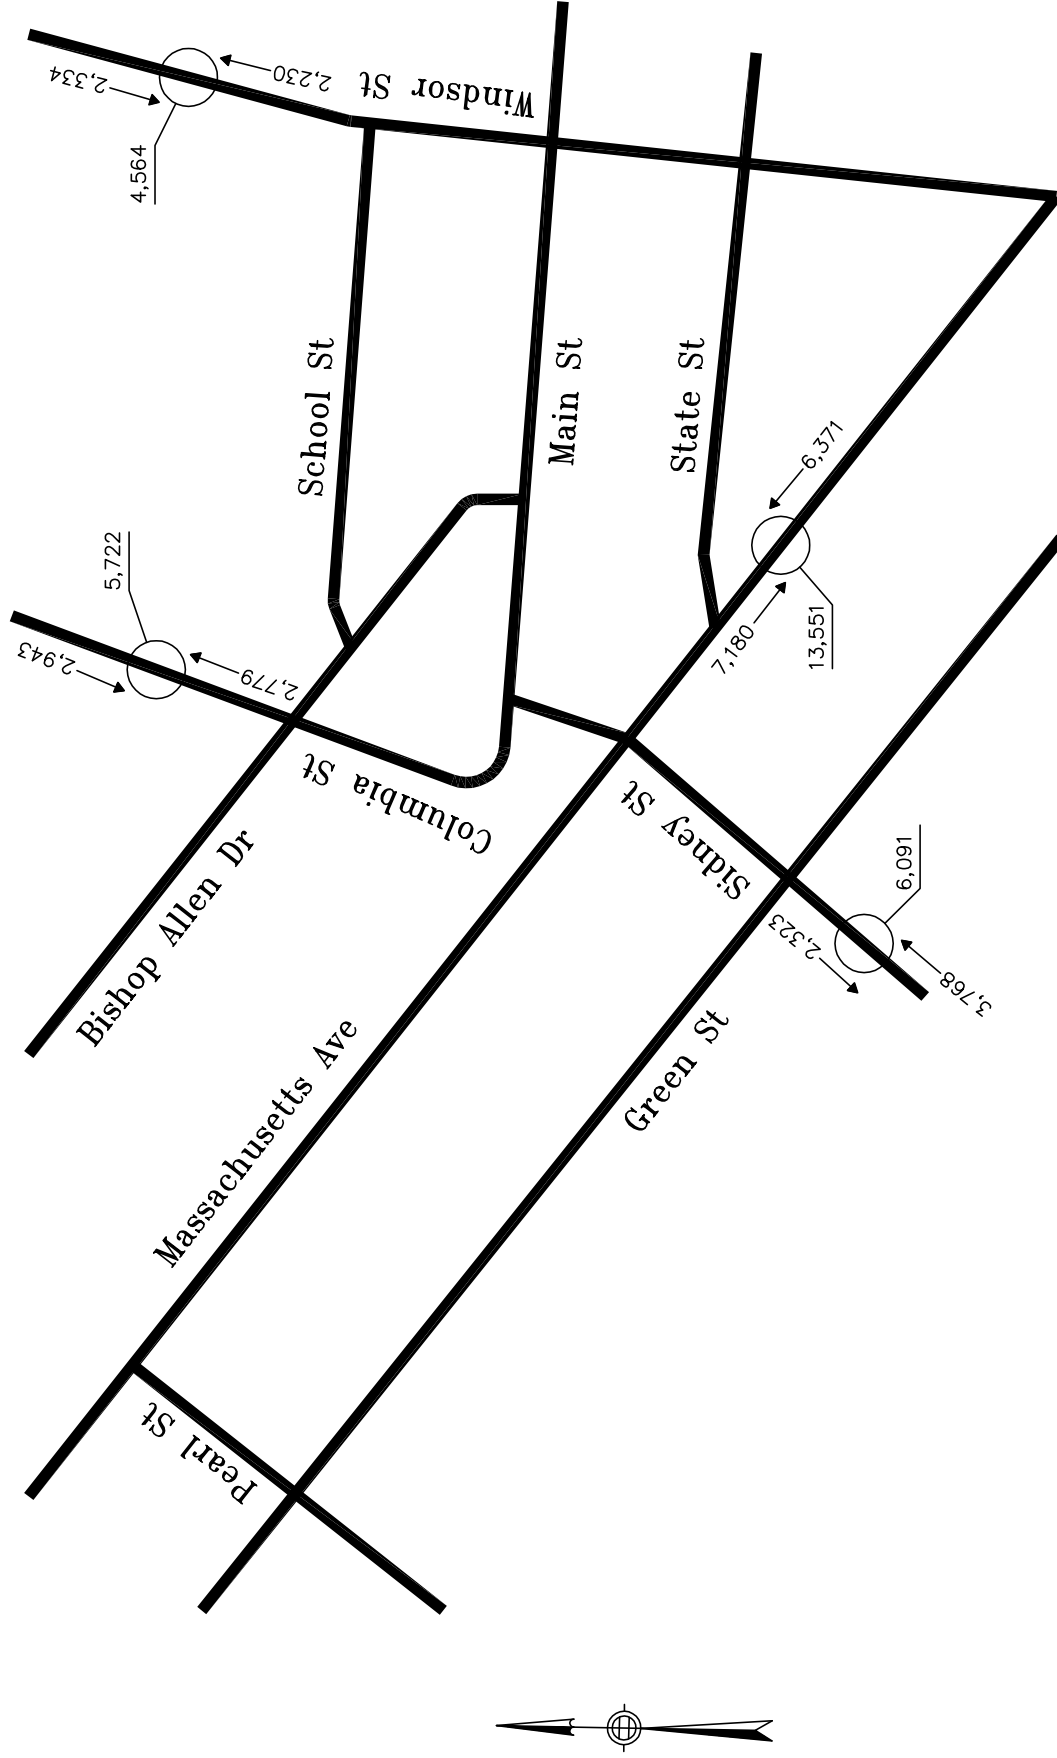 2,334
2,230
Windsor St
4,564
School St
Main St
State St
6,371
5,722
2,943
2,779
7,180
13,551
Columbia St
Sidney St
Bishop Allen Dr
6,091
2,323
3,768
Massachusetts Ave
Green St
Pearl St